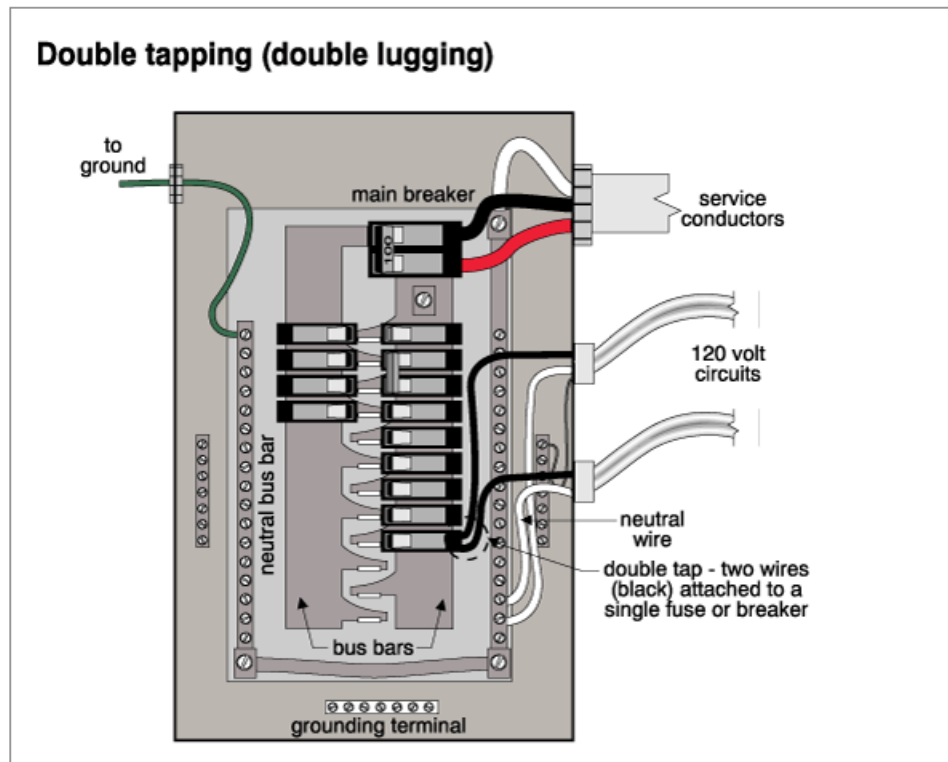 Double tapping (double lugging)
to
ground
main breaker
service
conductors
100
120 volt
circuits
neutral bus bar
neutral
wire
double tap - two wires
(black) attached to a
single fuse or breaker
bus bars
grounding terminal